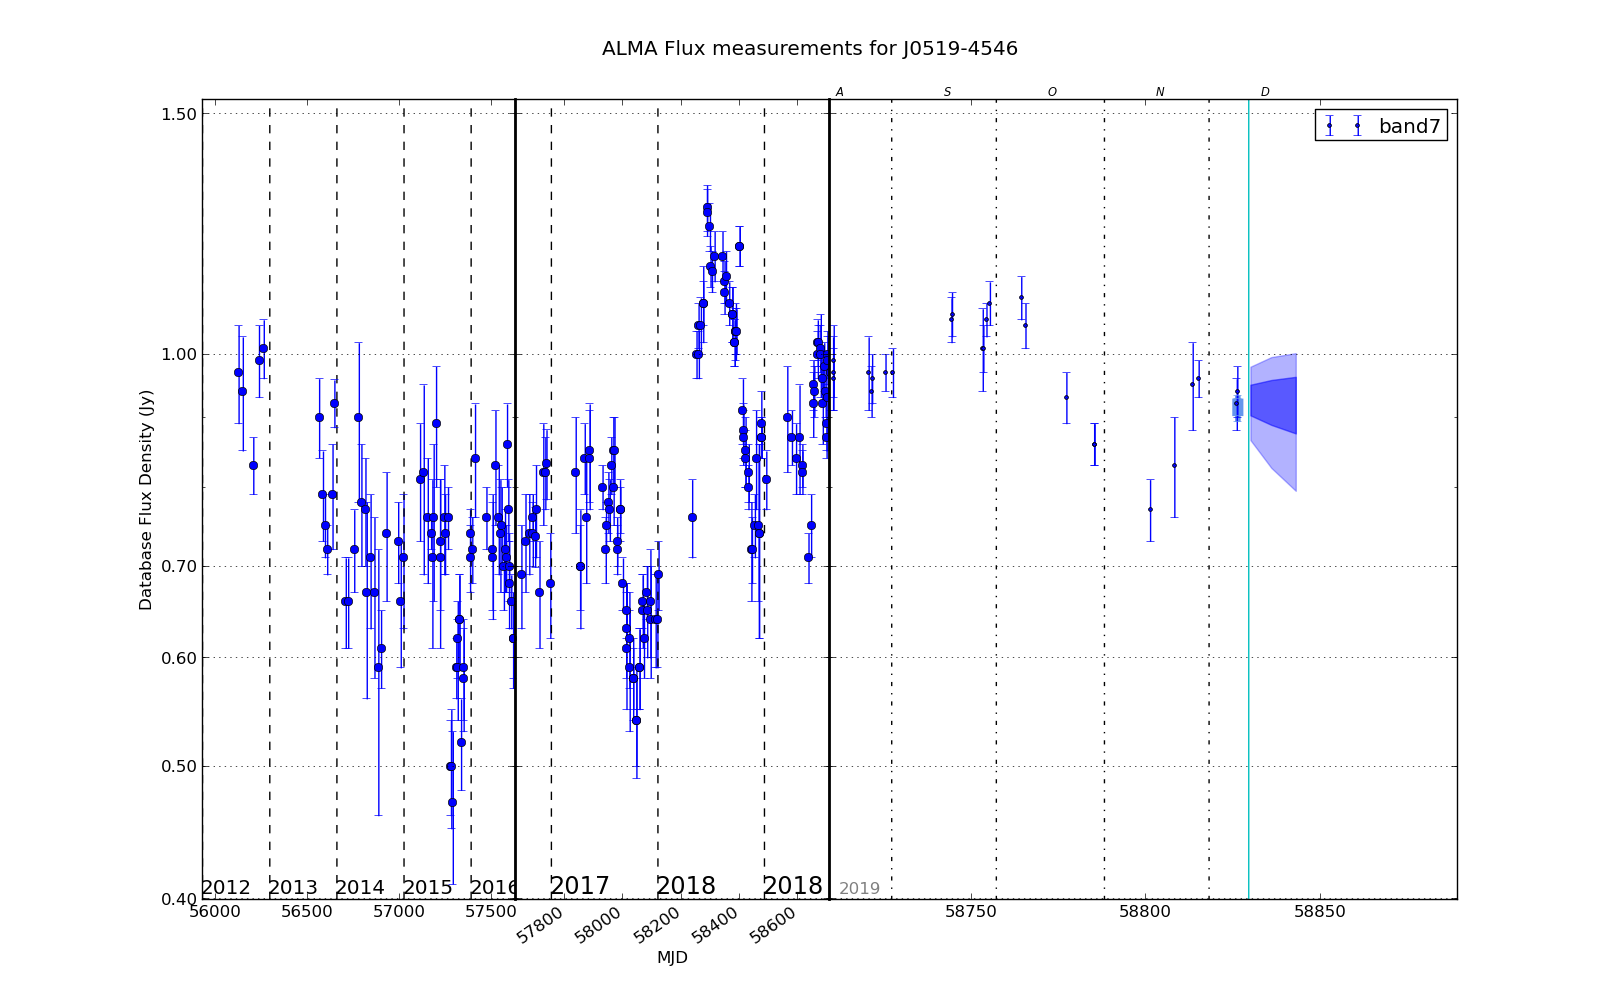 ALMA Flux measurements for J0519-4546
A S O N D
1.50
band7
1.00
Database Flux Density (Jy)
0.70
0.60
0.50
2012 2013 2014 2015 2016 2017 2018 2018 2019
0.40
56000 56500 57000 57500 57800 58000 58200 58400 58600 58750 58800 58850
MJD